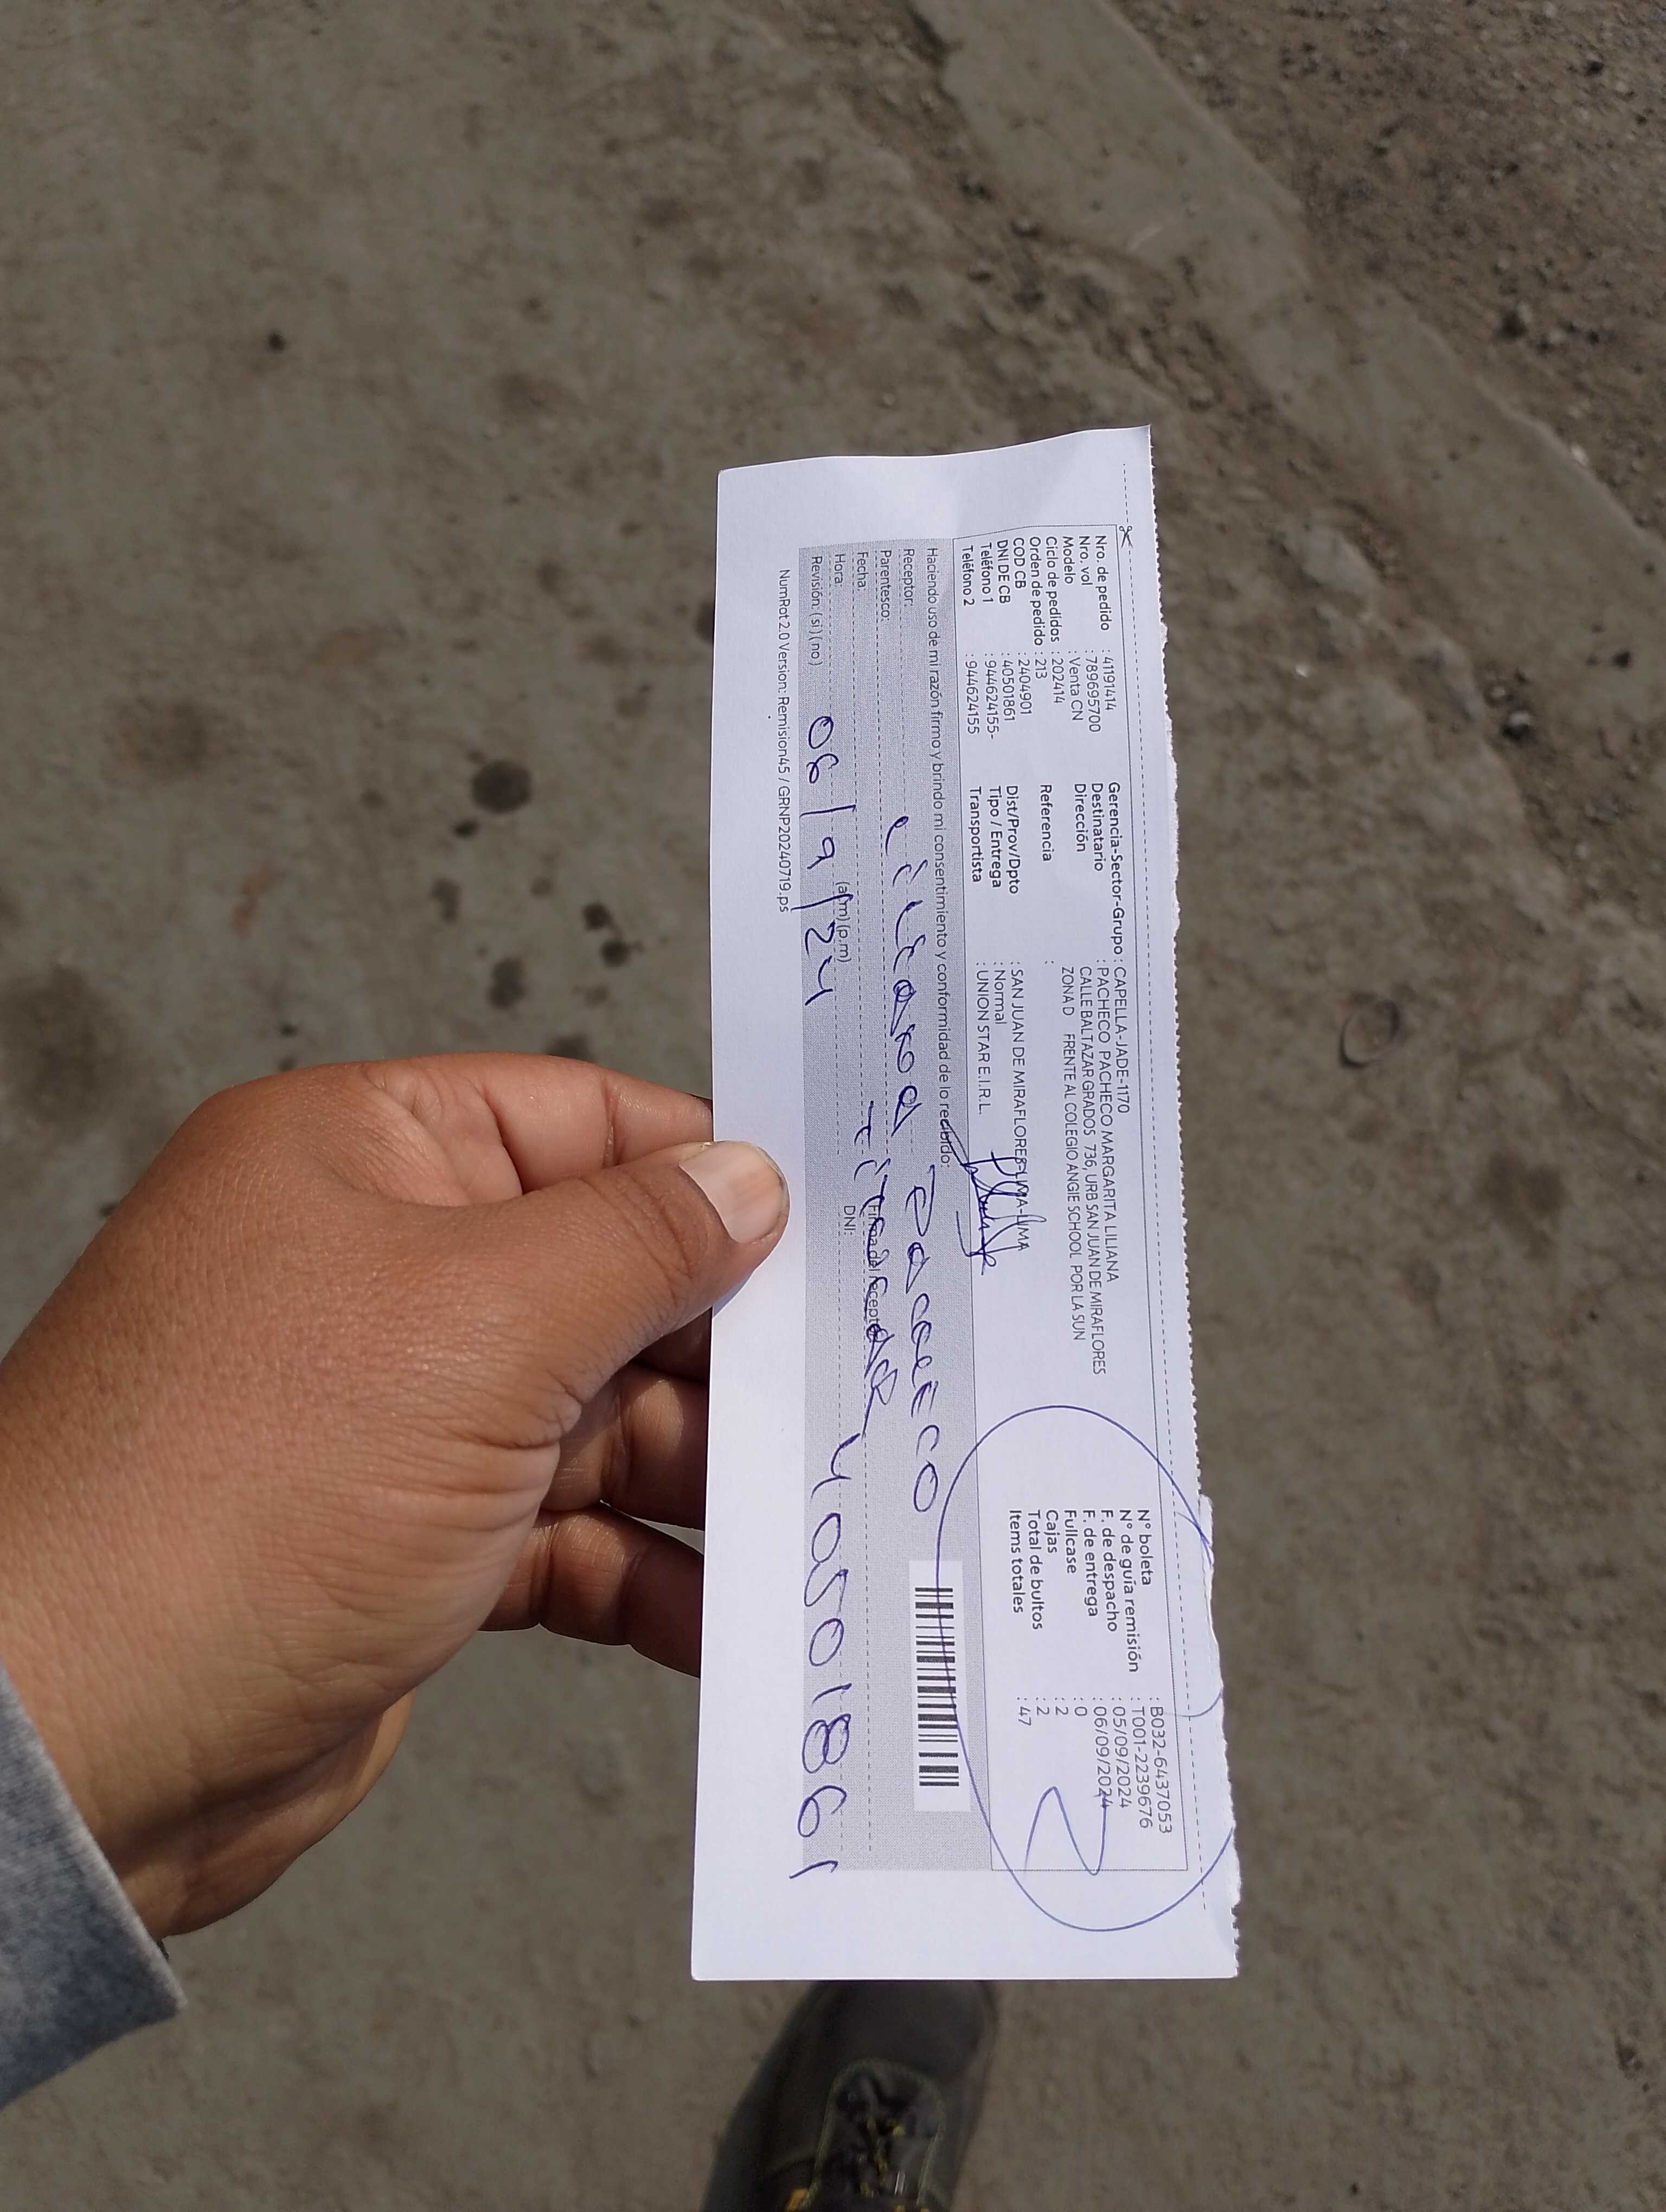 Nro. de pedido : 41191414
Nro. vol : 789695700
Modelo : Venta CN
Ciclo de pedidos : 202414
Orden de pedido : 213
COD CB : 2404901
DNI DE CB : 40501861
Teléfono 1 : 944624155-
Teléfono 2 : 944624155
Gerencia-Sector-Grupo : CAPELLA-JADE-1170
Destinatario : PACHECO PACHECO MARGARITA LILIANA
Dirección CALLE BALTAZAR GRADOS 736, URB SAN JUAN DE MIRAFLORES
ZONA D FRENTE AL COLEGIO ANGIE SCHOOL POR LA SUN
Referencia :
Dist/Prov/Dpto : SAN JUAN DE MIRAFLORES-LIMA-LIMA
Tipo / Entrega : Normal
Transportista : UNION STAR E.I.R.L.
N° boleta : B032-6437053
N° de guía remisión : T001-2239676
F. de despacho : 05/09/2024
F. de entrega : 06/09/2024
Fullcase : 0
Cajas : 2
Total de bultos : 2
Items totales : 47
Haciendo uso de mi razón firmo y brindo mi consentimiento y conformidad de lo recibido:
Receptor:
Parentesco:
Fecha:
Firma del receptor
Hora: (a.m) (p.m) DNI:
Revisión: (si) (no) 06/9/24 40501861
NumRot 2.0 Version: Remision45 / GRNP20240719.ps